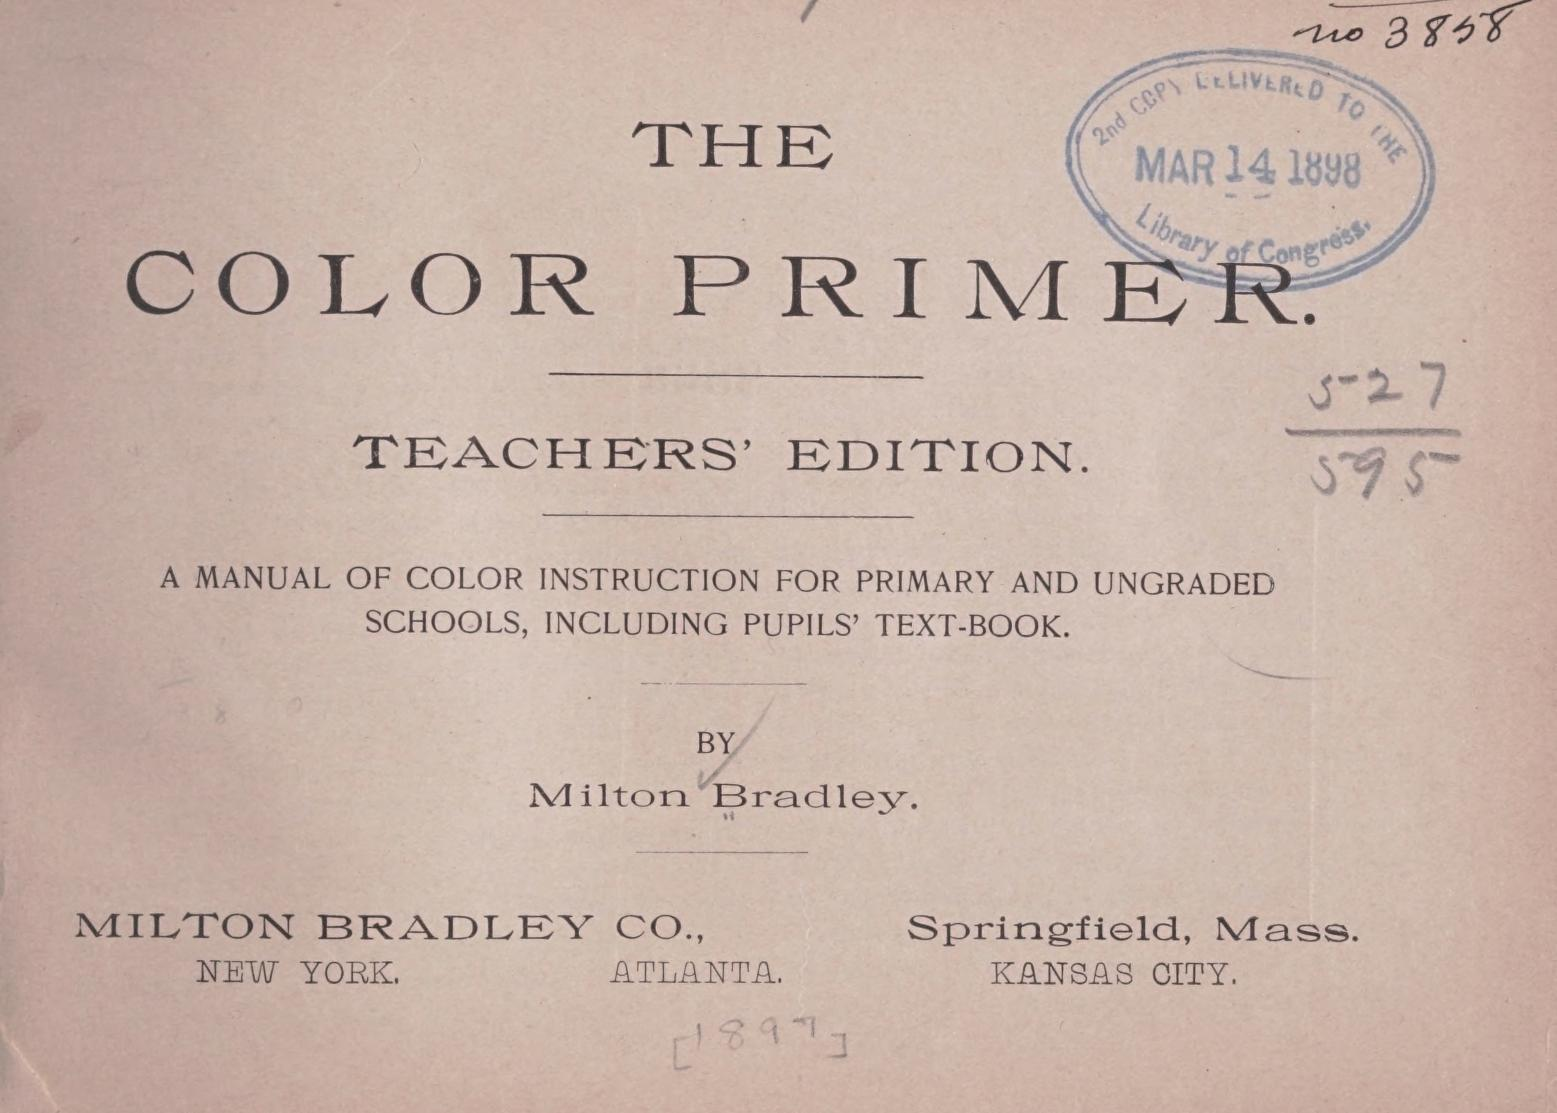 no 3858
2nd COPY DELIVERED TO THE
MAR 14 1898
Library of Congress.
THE
COLOR PRIMER.
527
595
TEACHERS' EDITION.
A MANUAL OF COLOR INSTRUCTION FOR PRIMARY AND UNGRADED
SCHOOLS, INCLUDING PUPILS' TEXT-BOOK.
BY
Milton Bradley.
MILTON BRADLEY CO., Springfield, Mass.
NEW YORK. ATLANTA. KANSAS CITY.
[1897]